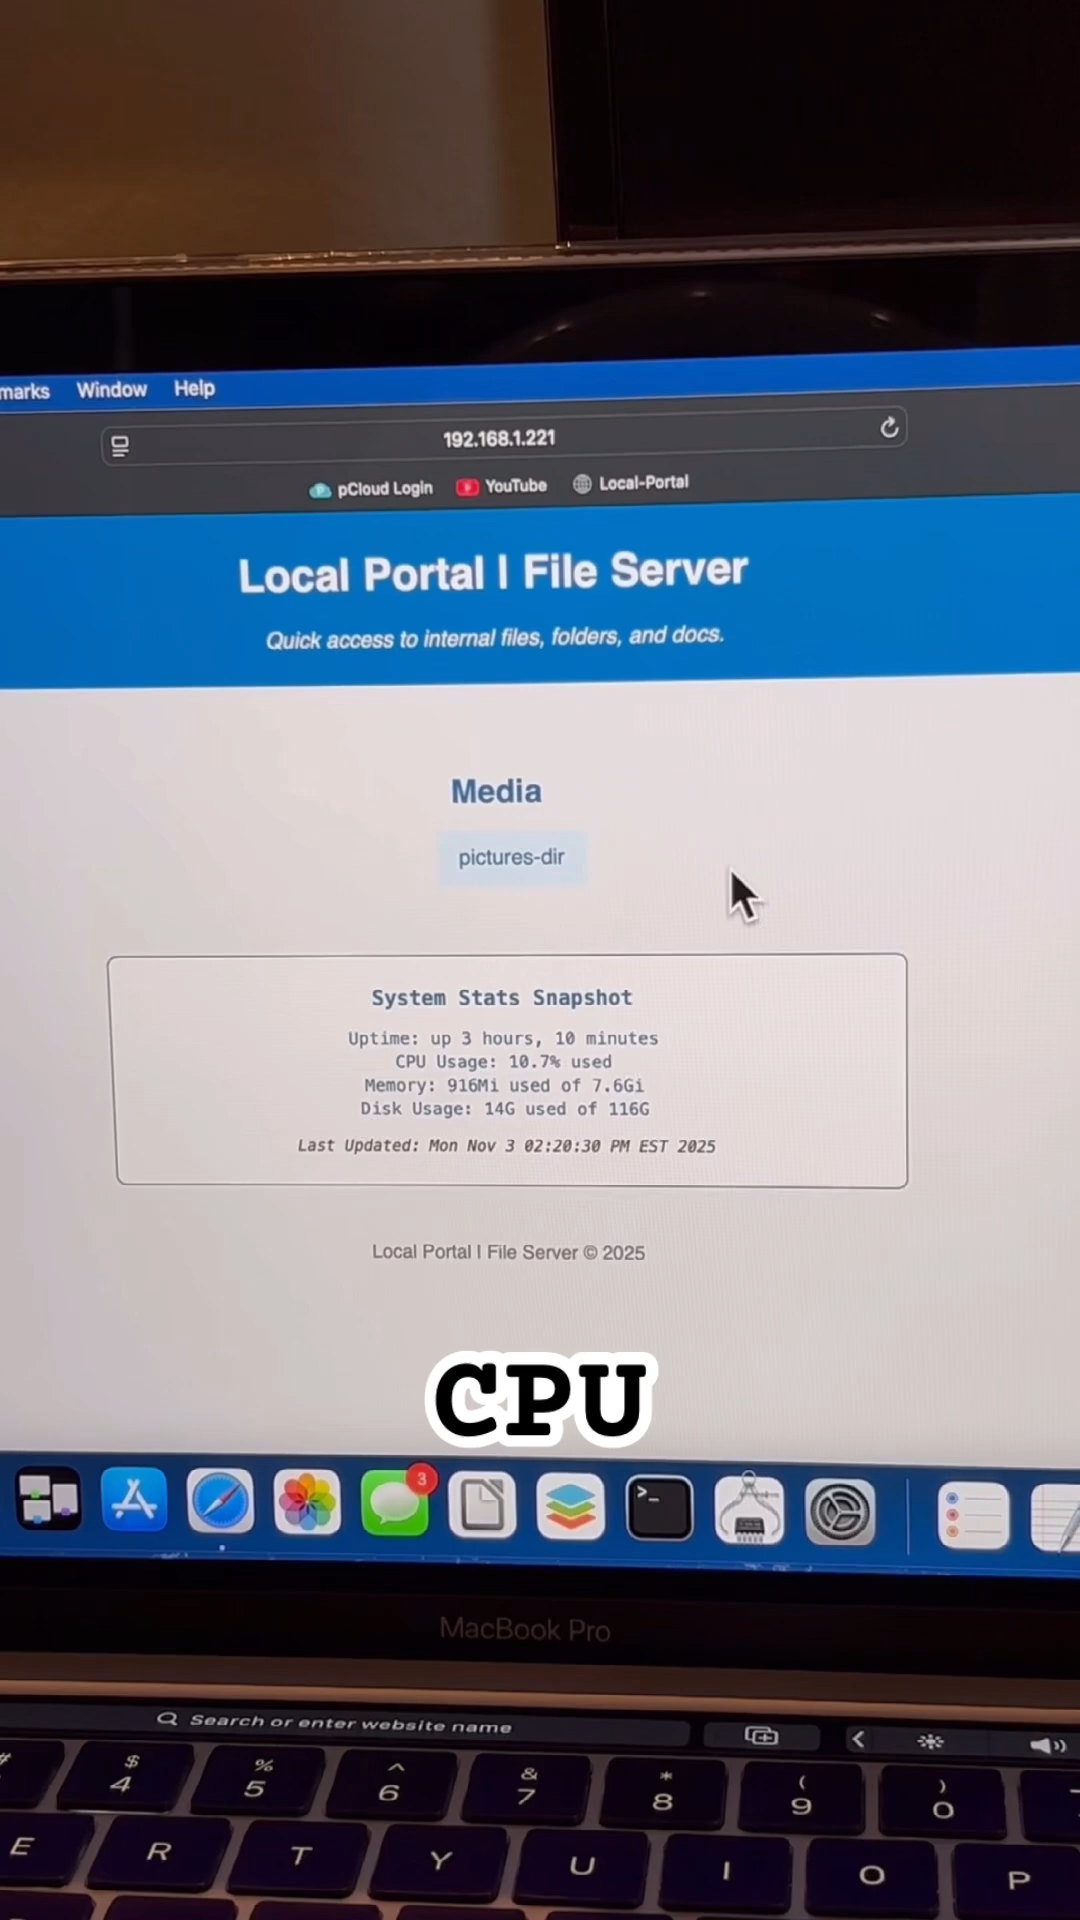 marks Window Help
192.168.1.221
pCloud Login YouTube Local-Portal
Local Portal | File Server
Quick access to internal files, folders, and docs.
Media
pictures-dir
System Stats Snapshot
Uptime: up 3 hours, 10 minutes
CPU Usage: 10.7% used
Memory: 916Mi used of 7.6Gi
Disk Usage: 14G used of 116G
Last Updated: Mon Nov 3 02:20:30 PM EST 2025
Local Portal | File Server © 2025
CPU
3
MacBook Pro
Search or enter website name
# $ % ^ & * ( )
4 5 6 7 8 9 0
E R T Y U I O P